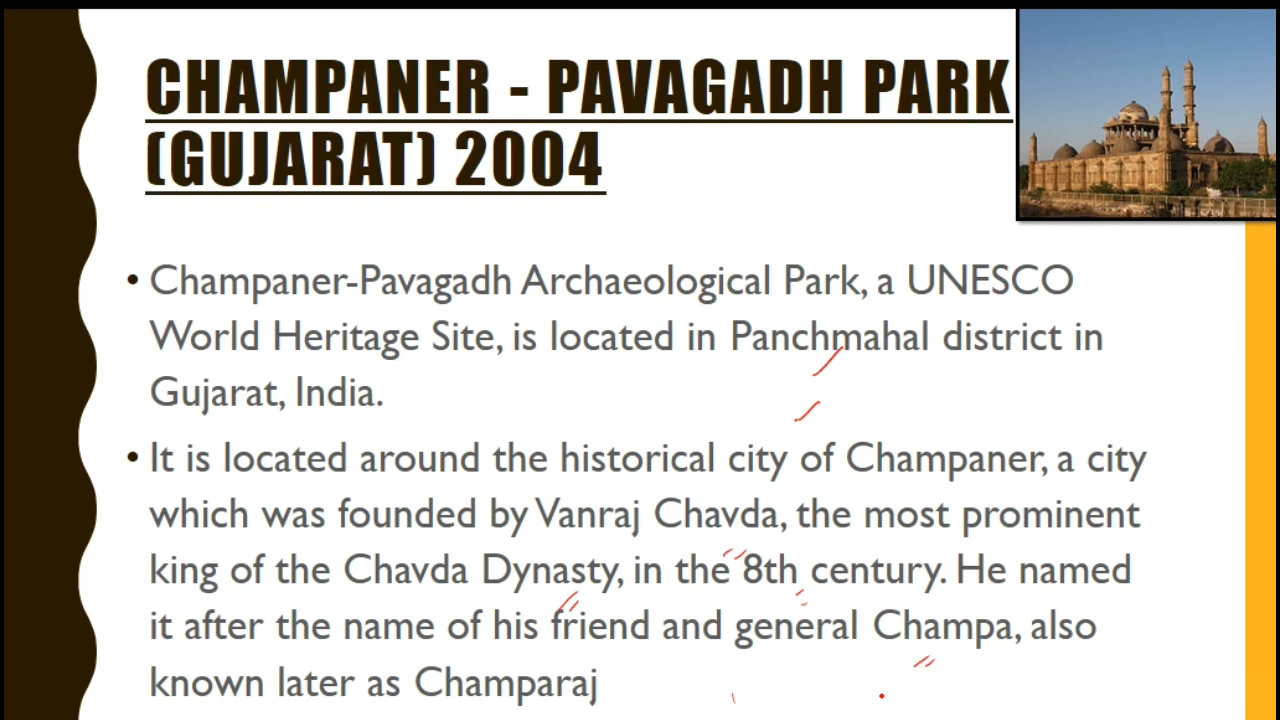 CHAMPANER - PAVAGADH PARK
(GUJARAT) 2004
• Champaner-Pavagadh Archaeological Park, a UNESCO
World Heritage Site, is located in Panchmahal district in
Gujarat, India.
• It is located around the historical city of Champaner, a city
which was founded by Vanraj Chavda, the most prominent
king of the Chavda Dynasty, in the 8th century. He named
it after the name of his friend and general Champa, also
known later as Champaraj